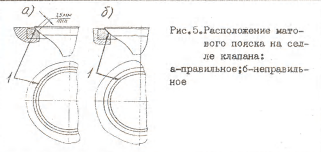 а)
б)
1,5мм
Рис.5.Расположение мато-
вого пояска на сед-
ле клапана:
а-правильное;б-неправиль-
ное
1
1